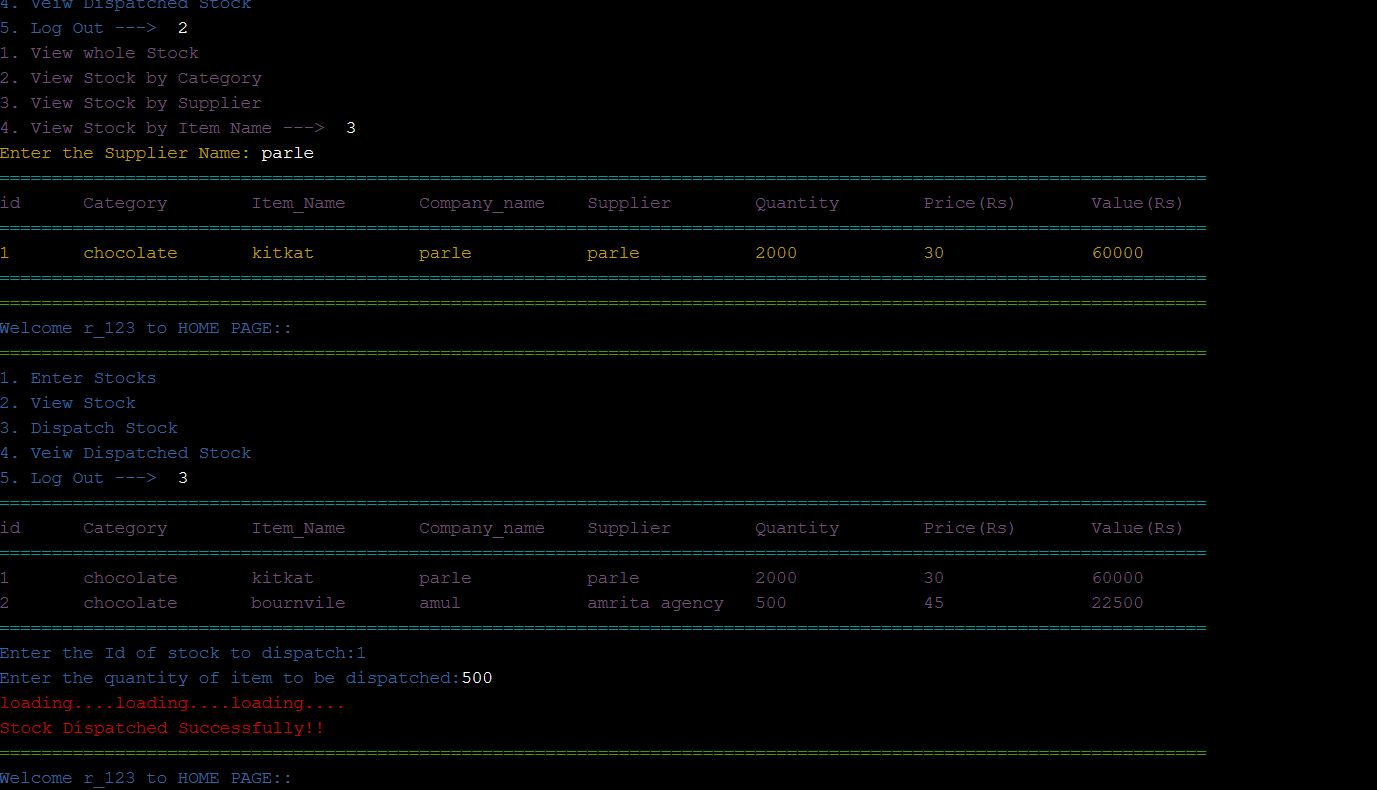 4. Veiw Dispatched Stock
5. Log Out --->  2
1. View whole Stock
2. View Stock by Category
3. View Stock by Supplier
4. View Stock by Item Name --->  3
Enter the Supplier Name: parle
===================================================================================================================
id      Category        Item_Name       Company_name    Supplier        Quantity        Price(Rs)       Value(Rs)
===================================================================================================================
1       chocolate       kitkat          parle           parle           2000            30              60000
===================================================================================================================
===================================================================================================================
Welcome r_123 to HOME PAGE::
===================================================================================================================
1. Enter Stocks
2. View Stock
3. Dispatch Stock
4. Veiw Dispatched Stock
5. Log Out --->  3
===================================================================================================================
id      Category        Item_Name       Company_name    Supplier        Quantity        Price(Rs)       Value(Rs)
===================================================================================================================
1       chocolate       kitkat          parle           parle           2000            30              60000
2       chocolate       bournvile       amul            amrita agency   500             45              22500
===================================================================================================================
Enter the Id of stock to dispatch:1
Enter the quantity of item to be dispatched:500
loading....loading....loading....
Stock Dispatched Successfully!!
===================================================================================================================
Welcome r_123 to HOME PAGE::